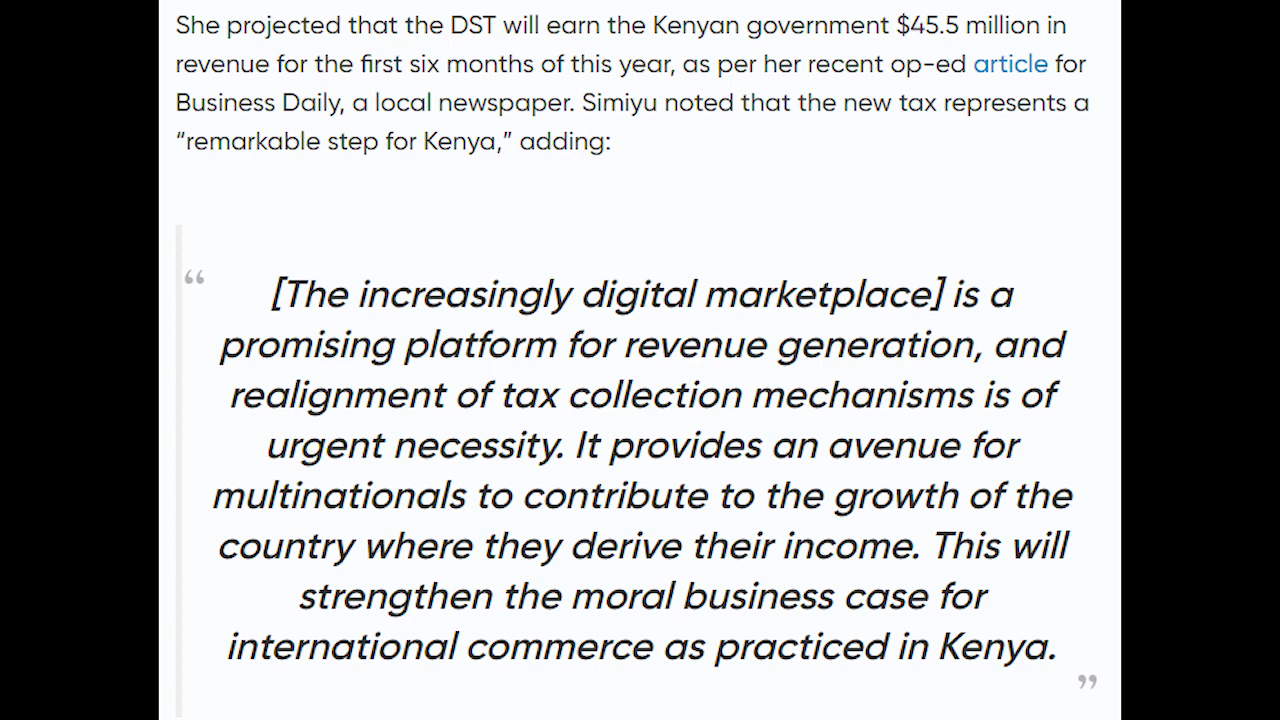 She projected that the DST will earn the Kenyan government $45.5 million in
revenue for the first six months of this year, as per her recent op-ed article for
Business Daily, a local newspaper. Simiyu noted that the new tax represents a
“remarkable step for Kenya,” adding:
“
[The increasingly digital marketplace] is a
promising platform for revenue generation, and
realignment of tax collection mechanisms is of
urgent necessity. It provides an avenue for
multinationals to contribute to the growth of the
country where they derive their income. This will
strengthen the moral business case for
international commerce as practiced in Kenya.
”